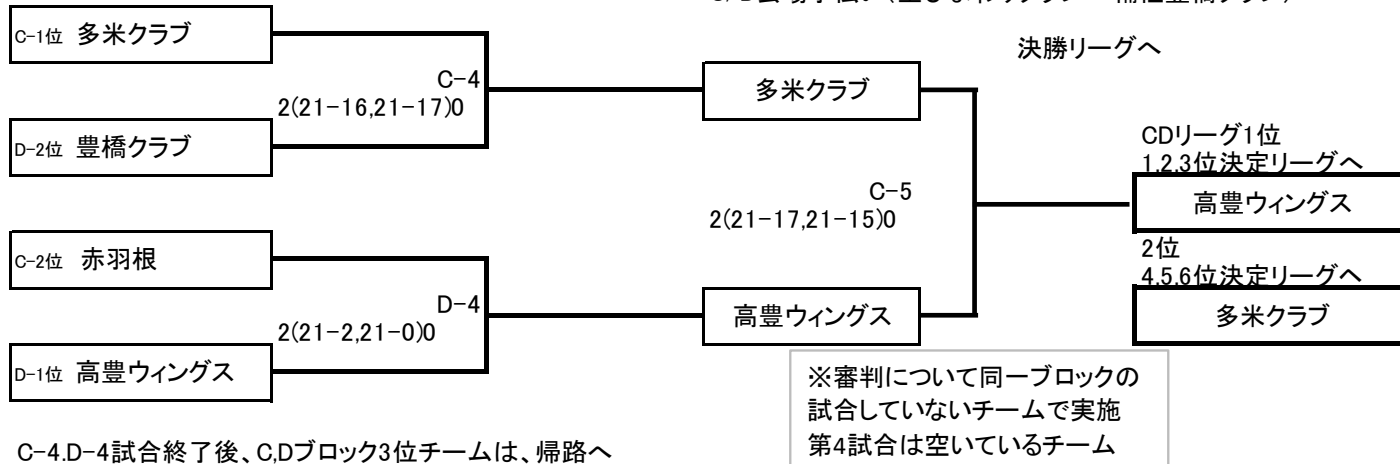 C-1位 多米クラブ
決勝リーグへ
C-4
2(21-16,21-17)0
多米クラブ
D-2位 豊橋クラブ
CDリーグ1位
1,2,3位決定リーグへ
C-5
2(21-17,21-15)0
高豊ウィングス
2位
4,5,6位決定リーグへ
C-2位 赤羽根
D-4
2(21-2,21-0)0
高豊ウィングス
多米クラブ
D-1位 高豊ウィングス
※審判について同一ブロックの
試合していないチームで実施
第4試合は空いているチーム
C-4.D-4試合終了後、C,Dブロック3位チームは、帰路へ